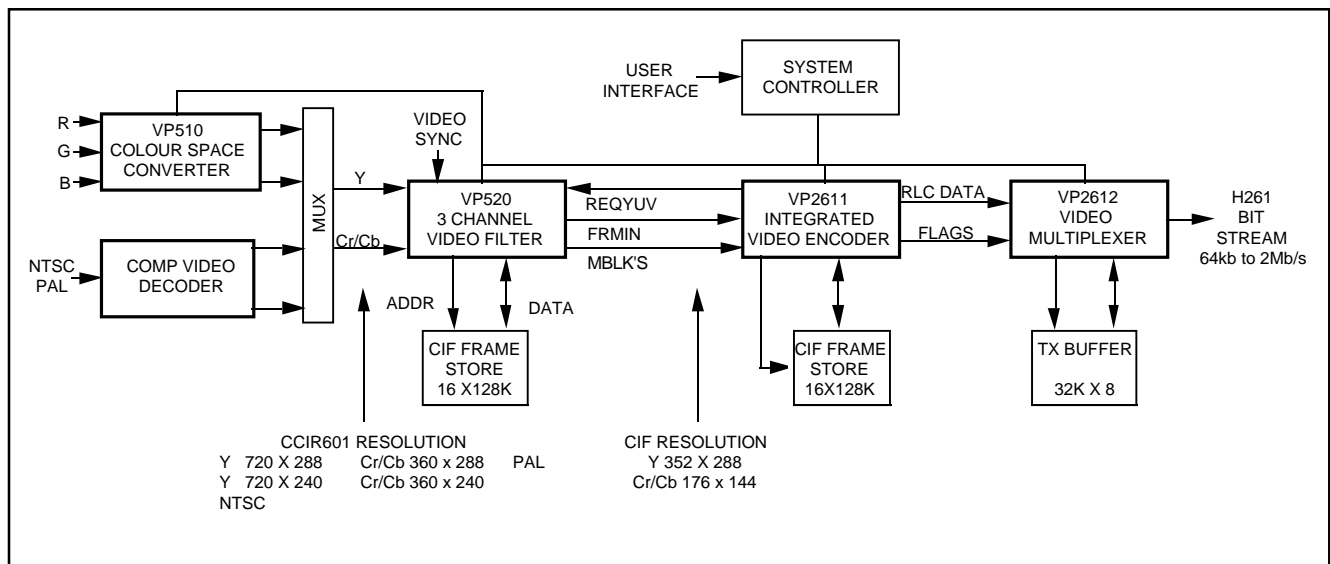 USER
INTERFACE
SYSTEM
CONTROLLER
R
G
B
VP510
COLOUR SPACE
CONVERTER
MUX
VIDEO
SYNC
Y
Cr/Cb
VP520
3 CHANNEL
VIDEO FILTER
REQYUV
FRMIN
MBLK'S
VP2611
INTEGRATED
VIDEO ENCODER
RLC DATA
FLAGS
VP2612
VIDEO
MULTIPLEXER
H261
BIT
STREAM
64kb to 2Mb/s
NTSC
PAL
COMP VIDEO
DECODER
ADDR
DATA
CIF FRAME
STORE
16 X128K
CIF FRAME
STORE
16X128K
TX BUFFER
32K X 8
CCIR601 RESOLUTION
Y 720 X 288 Cr/Cb 360 x 288 PAL
Y 720 X 240 Cr/Cb 360 x 240
NTSC
CIF RESOLUTION
Y 352 X 288
Cr/Cb 176 x 144